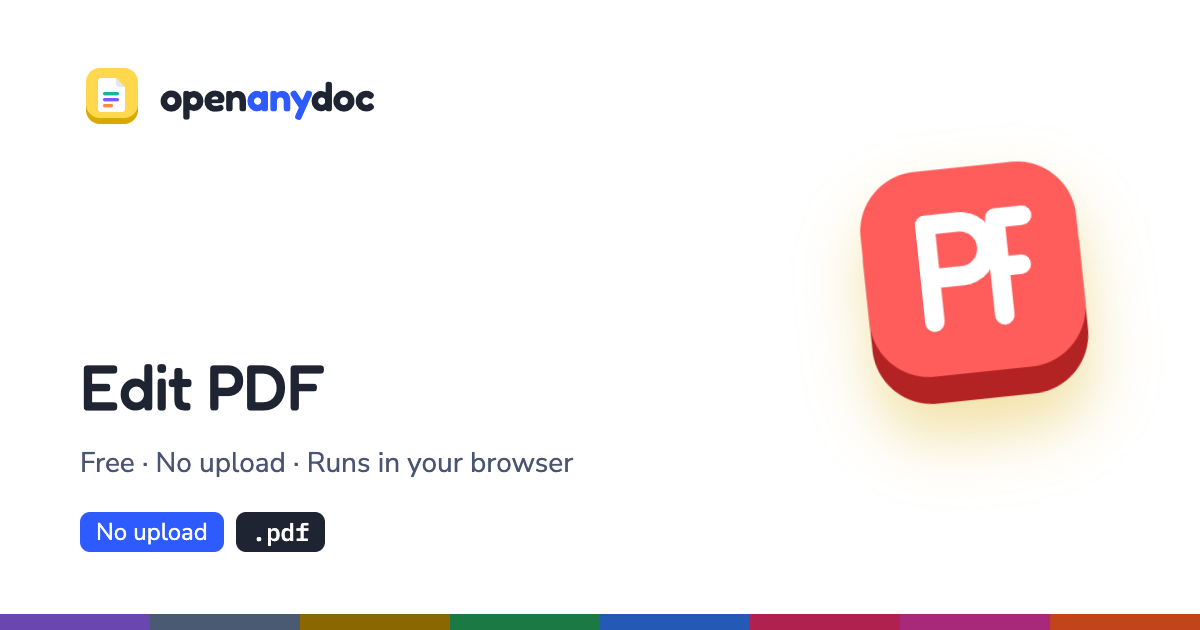 openanydoc
PF
Edit PDF
Free · No upload · Runs in your browser
No upload
.pdf